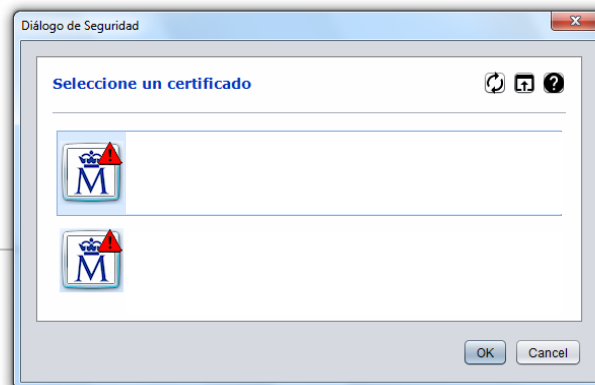 Diálogo de Seguridad
Seleccione un certificado
M
M
OK Cancel